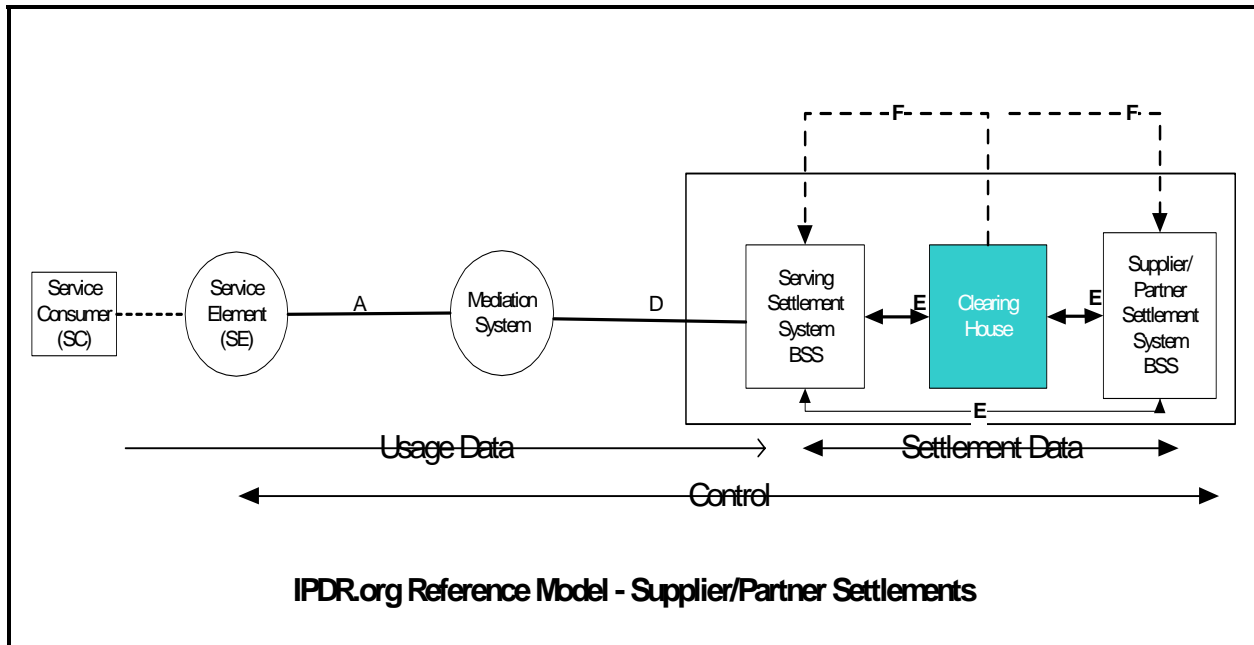 F
F
Service
Consumer
(SC)
Service
Element
(SE)
A
Mediation
System
D
Serving
Settlement
System
BSS
E
Clearing
House
E
Supplier/
Partner
Settlement
System
BSS
E
Usage Data
Settlement Data
Control
IPDR.org Reference Model - Supplier/Partner Settlements